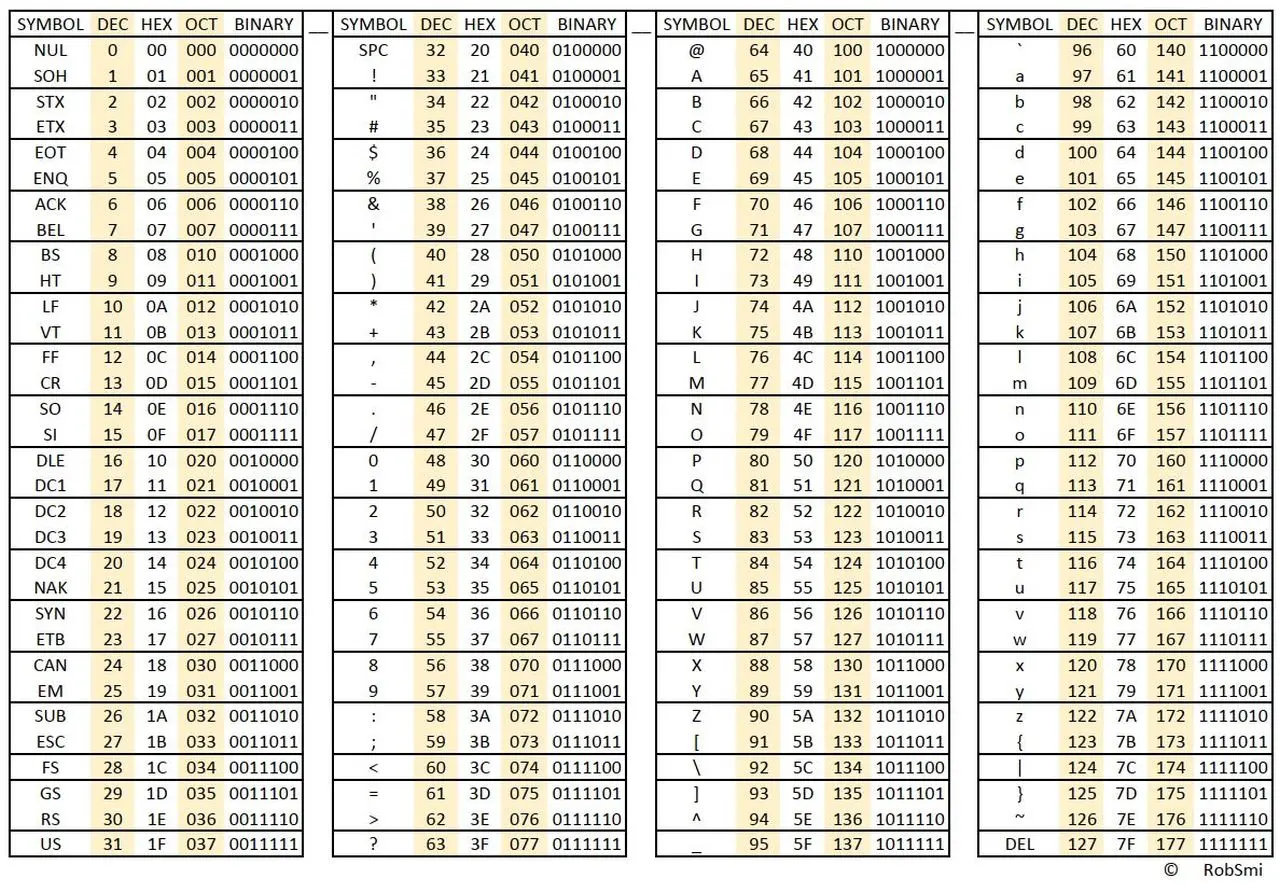 SYMBOL DEC HEX OCT BINARY __ SYMBOL DEC HEX OCT BINARY __ SYMBOL DEC HEX OCT BINARY __ SYMBOL DEC HEX OCT BINARY
NUL 0 00 000 0000000 SPC 32 20 040 0100000 @ 64 40 100 1000000 ` 96 60 140 1100000
SOH 1 01 001 0000001 ! 33 21 041 0100001 A 65 41 101 1000001 a 97 61 141 1100001
STX 2 02 002 0000010 " 34 22 042 0100010 B 66 42 102 1000010 b 98 62 142 1100010
ETX 3 03 003 0000011 # 35 23 043 0100011 C 67 43 103 1000011 c 99 63 143 1100011
EOT 4 04 004 0000100 $ 36 24 044 0100100 D 68 44 104 1000100 d 100 64 144 1100100
ENQ 5 05 005 0000101 % 37 25 045 0100101 E 69 45 105 1000101 e 101 65 145 1100101
ACK 6 06 006 0000110 & 38 26 046 0100110 F 70 46 106 1000110 f 102 66 146 1100110
BEL 7 07 007 0000111 ' 39 27 047 0100111 G 71 47 107 1000111 g 103 67 147 1100111
BS 8 08 010 0001000 ( 40 28 050 0101000 H 72 48 110 1001000 h 104 68 150 1101000
HT 9 09 011 0001001 ) 41 29 051 0101001 I 73 49 111 1001001 i 105 69 151 1101001
LF 10 0A 012 0001010 * 42 2A 052 0101010 J 74 4A 112 1001010 j 106 6A 152 1101010
VT 11 0B 013 0001011 + 43 2B 053 0101011 K 75 4B 113 1001011 k 107 6B 153 1101011
FF 12 0C 014 0001100 , 44 2C 054 0101100 L 76 4C 114 1001100 l 108 6C 154 1101100
CR 13 0D 015 0001101 - 45 2D 055 0101101 M 77 4D 115 1001101 m 109 6D 155 1101101
SO 14 0E 016 0001110 . 46 2E 056 0101110 N 78 4E 116 1001110 n 110 6E 156 1101110
SI 15 0F 017 0001111 / 47 2F 057 0101111 O 79 4F 117 1001111 o 111 6F 157 1101111
DLE 16 10 020 0010000 0 48 30 060 0110000 P 80 50 120 1010000 p 112 70 160 1110000
DC1 17 11 021 0010001 1 49 31 061 0110001 Q 81 51 121 1010001 q 113 71 161 1110001
DC2 18 12 022 0010010 2 50 32 062 0110010 R 82 52 122 1010010 r 114 72 162 1110010
DC3 19 13 023 0010011 3 51 33 063 0110011 S 83 53 123 1010011 s 115 73 163 1110011
DC4 20 14 024 0010100 4 52 34 064 0110100 T 84 54 124 1010100 t 116 74 164 1110100
NAK 21 15 025 0010101 5 53 35 065 0110101 U 85 55 125 1010101 u 117 75 165 1110101
SYN 22 16 026 0010110 6 54 36 066 0110110 V 86 56 126 1010110 v 118 76 166 1110110
ETB 23 17 027 0010111 7 55 37 067 0110111 W 87 57 127 1010111 w 119 77 167 1110111
CAN 24 18 030 0011000 8 56 38 070 0111000 X 88 58 130 1011000 x 120 78 170 1111000
EM 25 19 031 0011001 9 57 39 071 0111001 Y 89 59 131 1011001 y 121 79 171 1111001
SUB 26 1A 032 0011010 : 58 3A 072 0111010 Z 90 5A 132 1011010 z 122 7A 172 1111010
ESC 27 1B 033 0011011 ; 59 3B 073 0111011 [ 91 5B 133 1011011 { 123 7B 173 1111011
FS 28 1C 034 0011100 < 60 3C 074 0111100 \ 92 5C 134 1011100 | 124 7C 174 1111100
GS 29 1D 035 0011101 = 61 3D 075 0111101 ] 93 5D 135 1011101 } 125 7D 175 1111101
RS 30 1E 036 0011110 > 62 3E 076 0111110 ^ 94 5E 136 1011110 ~ 126 7E 176 1111110
US 31 1F 037 0011111 ? 63 3F 077 0111111 _ 95 5F 137 1011111 DEL 127 7F 177 1111111
© RobSmi